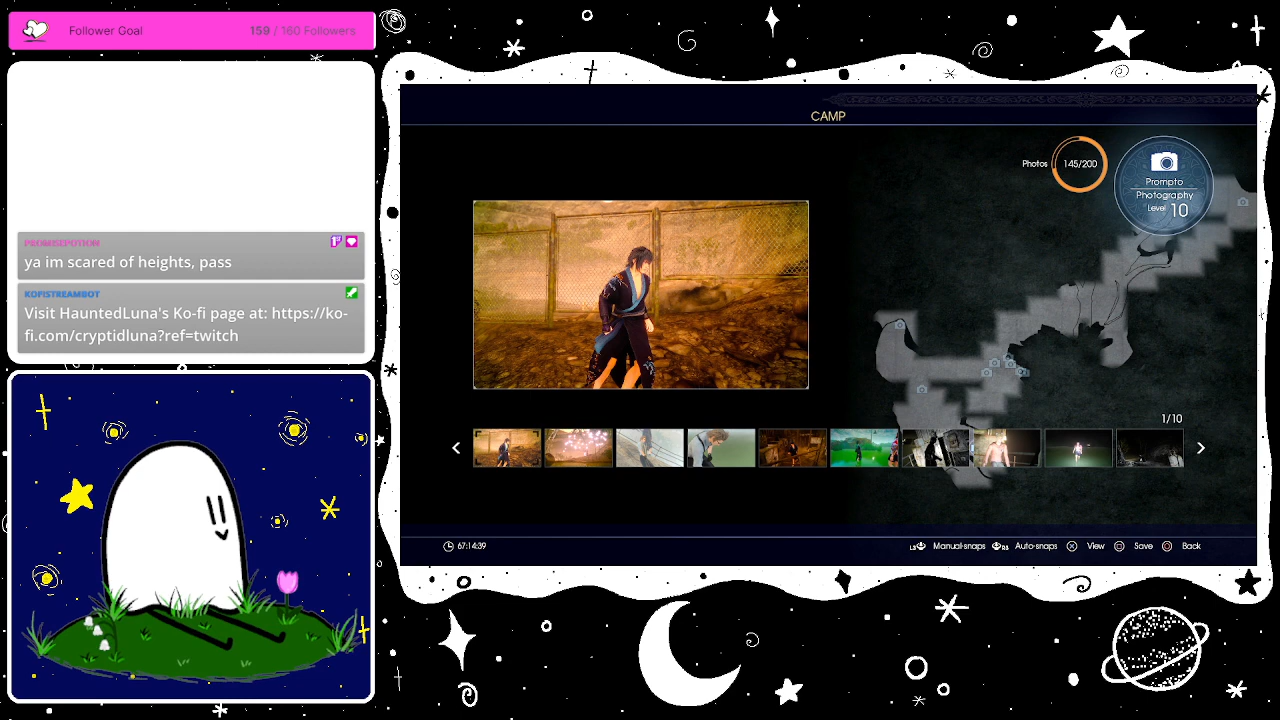 Follower Goal
159 / 160 Followers
PROMISEPOTION
ya im scared of heights, pass
KOFISTREAMBOT
Visit HauntedLuna's Ko-fi page at: https://ko-
fi.com/cryptidluna?ref=twitch
CAMP
Photos 145/200
Prompto
Photography
Level 10
1/10
67:14:39
L3 Manual-snaps R3 Auto-snaps View Save Back